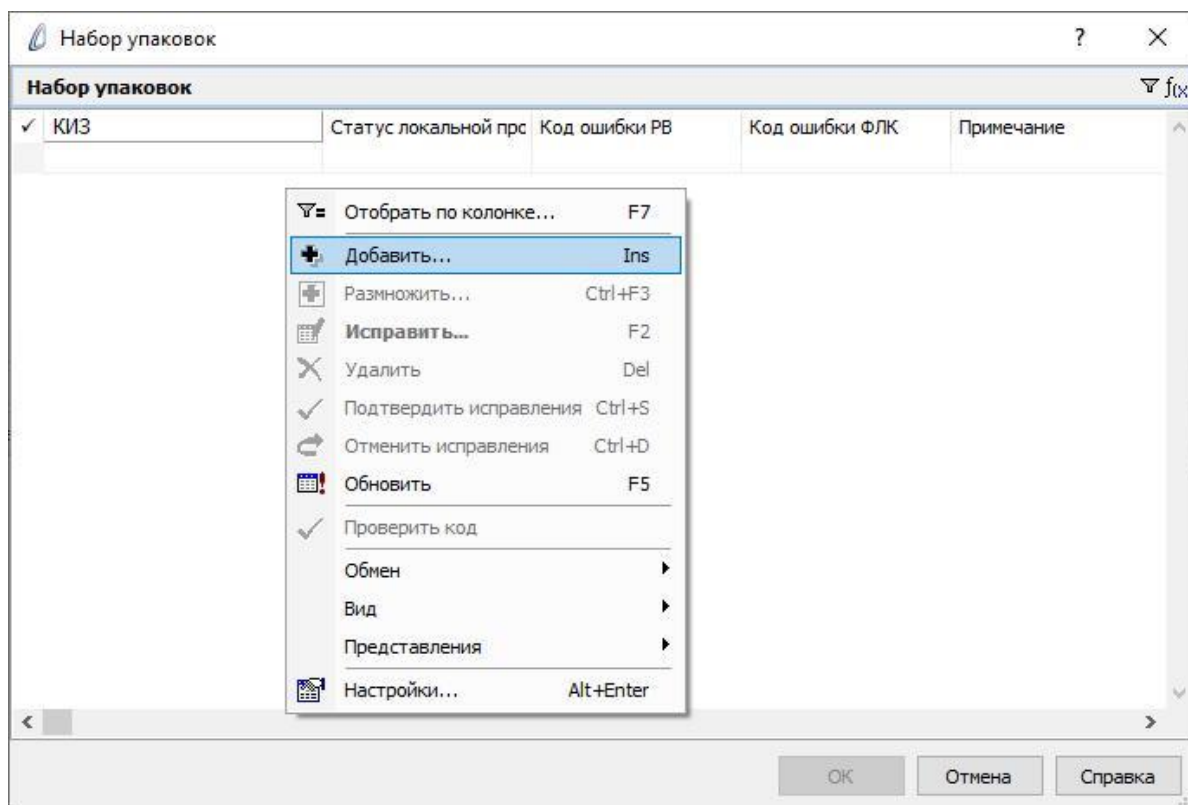 Набор упаковок ?
Набор упаковок f(x
КИЗ Статус локальной прс Код ошибки РВ Код ошибки ФЛК Примечание
Отобрать по колонке... F7
Добавить... Ins
Размножить... Ctrl+F3
Исправить... F2
Удалить Del
Подтвердить исправления Ctrl+S
Отменить исправления Ctrl+D
Обновить F5
Проверить код
Обмен
Вид
Представления
Настройки... Alt+Enter
ОК Отмена Справка